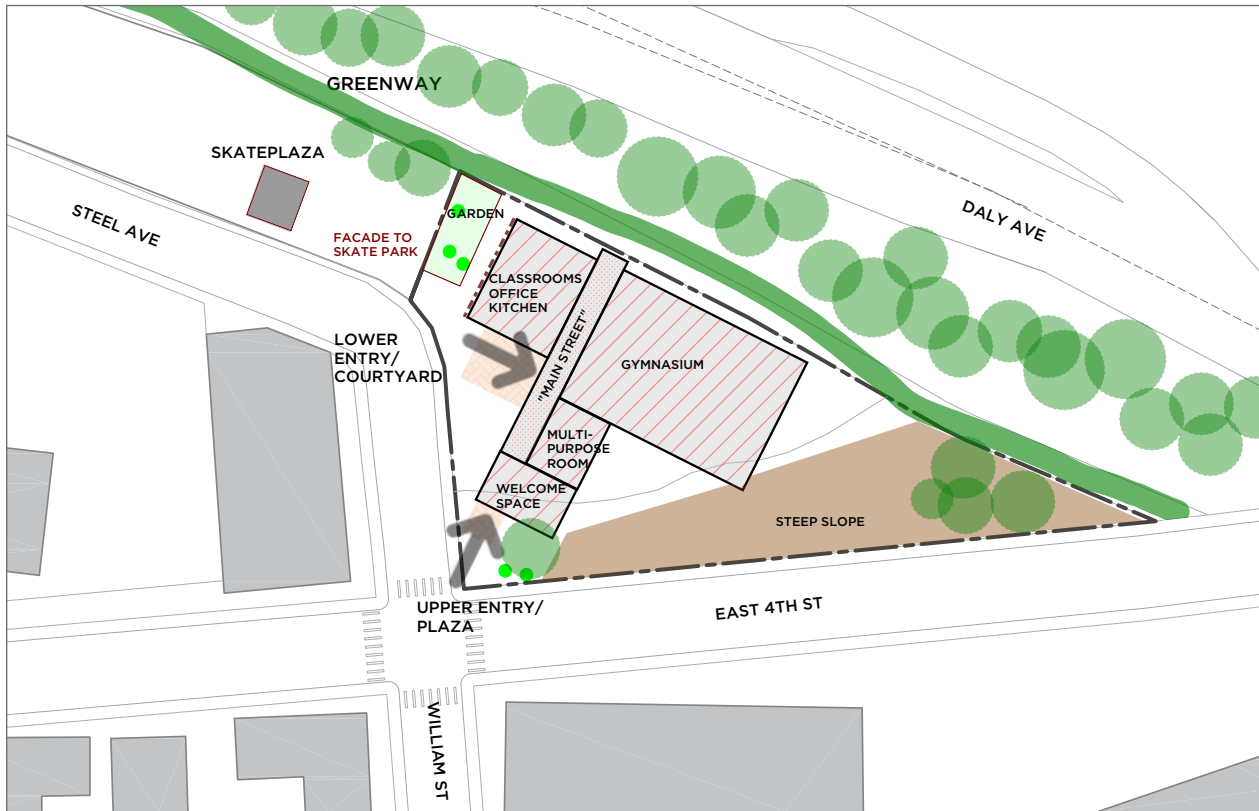 GREENWAY
SKATEPLAZA
STEEL AVE
DALY AVE
GARDEN
FACADE TO
SKATE PARK
CLASSROOMS
OFFICE
KITCHEN
"MAIN STREET"
GYMNASIUM
LOWER
ENTRY/
COURTYARD
MULTI-
PURPOSE
ROOM
WELCOME
SPACE
STEEP SLOPE
UPPER ENTRY/
PLAZA
EAST 4TH ST
WILLIAM ST